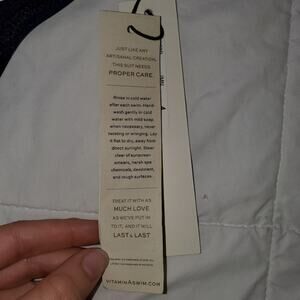 JUST LIKE ANY
ARTISANAL CREATION,
THIS SUIT NEEDS
PROPER CARE
Rinse in cold water
after each swim. Hand-
wash gently in cold
water with mild soap
when necessary, never
twisting or wringing. Lay
it flat to dry, away from
direct sunlight. Steer
clear of sunscreen
smears, harsh spa
chemicals, deodorant,
and rough surfaces.
TREAT IT WITH AS
MUCH LOVE
AS WE'VE PUT IN
TO IT, AND IT WILL
LAST & LAST
VITAMINASWIM.COM